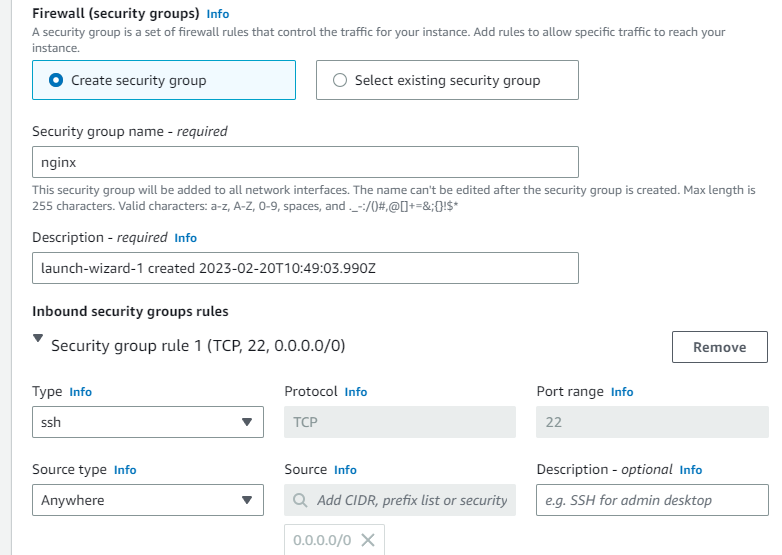 Firewall (security groups) Info
A security group is a set of firewall rules that control the traffic for your instance. Add rules to allow specific traffic to reach your
instance.
Create security group
Select existing security group
Security group name - required
nginx
This security group will be added to all network interfaces. The name can't be edited after the security group is created. Max length is
255 characters. Valid characters: a-z, A-Z, 0-9, spaces, and ._-:/()#,@[]+=&;{}!$*
Description - required Info
launch-wizard-1 created 2023-02-20T10:49:03.990Z
Inbound security groups rules
Security group rule 1 (TCP, 22, 0.0.0.0/0)
Remove
Type Info
Protocol Info
Port range Info
ssh
TCP
22
Source type Info
Source Info
Description - optional Info
Anywhere
Add CIDR, prefix list or security
e.g. SSH for admin desktop
0.0.0.0/0